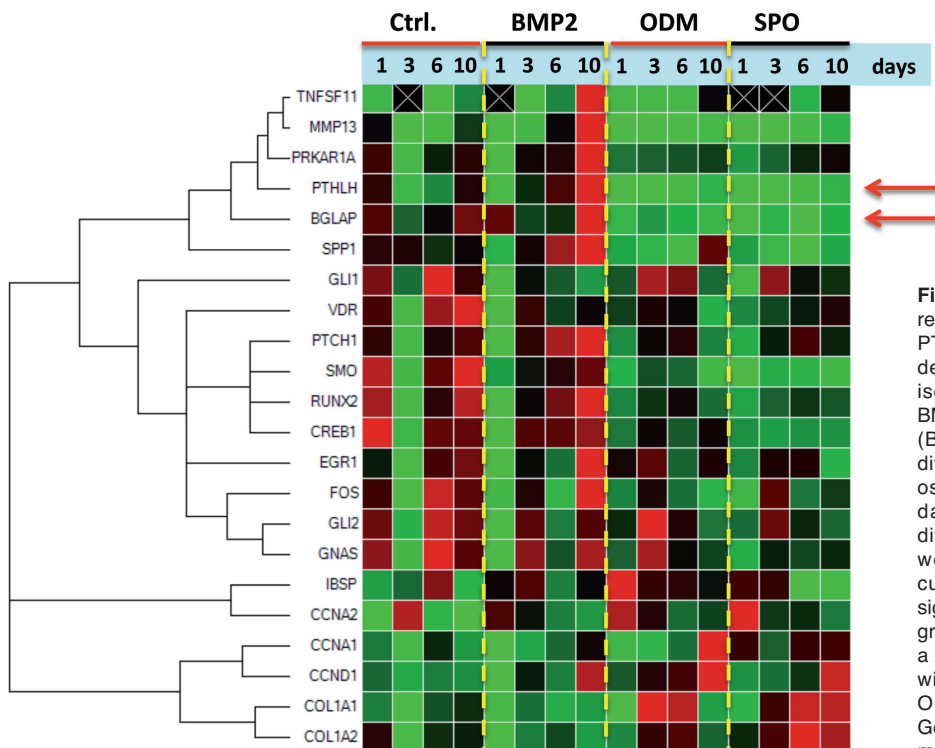 Ctrl. BMP2 ODM SPO
1 3 6 10 1 3 6 10 1 3 6 10 1 3 6 10 days
TNFSF11
MMP13
PRKAR1A
PTHLH
BGLAP
SPP1
GLI1
VDR
PTCH1
SMO
RUNX2
CREB1
EGR1
FOS
GLI2
GNAS
IBSP
CCNA2
CCNA1
CCND1
COL1A1
COL1A2
Fi
re
PT
de
is
BM
(B
di
os
da
di
we
cu
sig
gr
a
wi
O
Ge